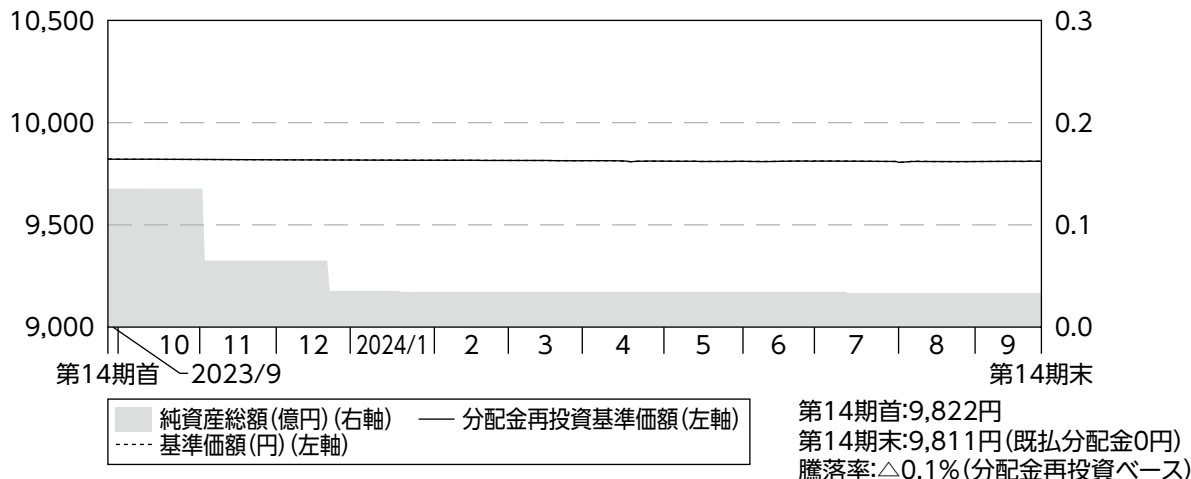 10,500
10,000
9,500
9,000
0.3
0.2
0.1
0.0
10 11 12 2024/1 2 3 4 5 6 7 8 9
第14期首 2023/9 第14期末
純資産総額(億円)(右軸) 分配金再投資基準価額(左軸)
基準価額(円)(左軸)
第14期首:9,822円
第14期末:9,811円(既払分配金0円)
騰落率:△0.1%(分配金再投資ベース)